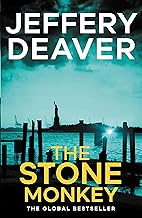 JEFFERY
DEAVER
THE
STONE
MONKEY
THE GLOBAL BESTSELLER